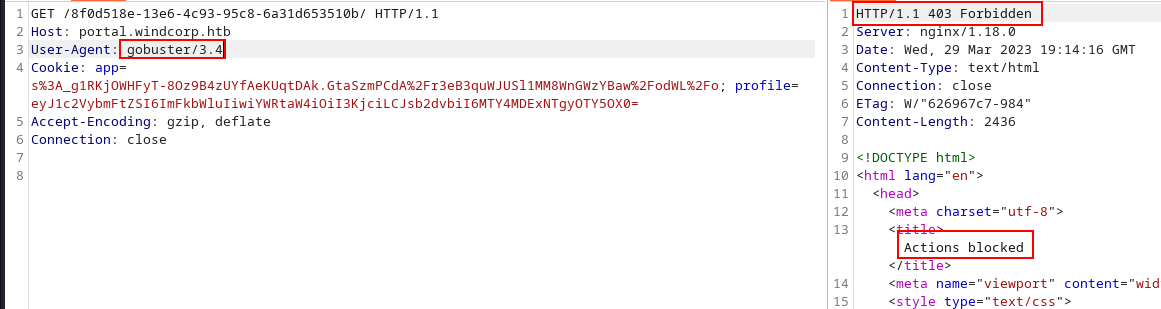 1 GET /8f0d518e-13e6-4c93-95c8-6a31d653510b/ HTTP/1.1
2 Host: portal.windcorp.htb
3 User-Agent: gobuster/3.4
4 Cookie: app=
s%3A_g1RKjOWHFyT-8Oz9B4zUYfAeKUqtDAk.GtaSzmPCdA%2Fr3eB3quWJUSl1MM8WnGWzYBaw%2FodWL%2Fo; profile=
eyJ1c2VybmFtZSI6ImFkbWluIiwiYWRtaW4iOiI3KjciLCJsb2dvbiI6MTY4MDExNTgyOTY5OX0=
5 Accept-Encoding: gzip, deflate
6 Connection: close
7
8
1 HTTP/1.1 403 Forbidden
2 Server: nginx/1.18.0
3 Date: Wed, 29 Mar 2023 19:14:16 GMT
4 Content-Type: text/html
5 Connection: close
6 ETag: W/"626967c7-984"
7 Content-Length: 2436
8
9 <!DOCTYPE html>
10 <html lang="en">
11 <head>
12 <meta charset="utf-8">
13 <title>
Actions blocked
</title>
14 <meta name="viewport" content="wid
15 <style type="text/css">